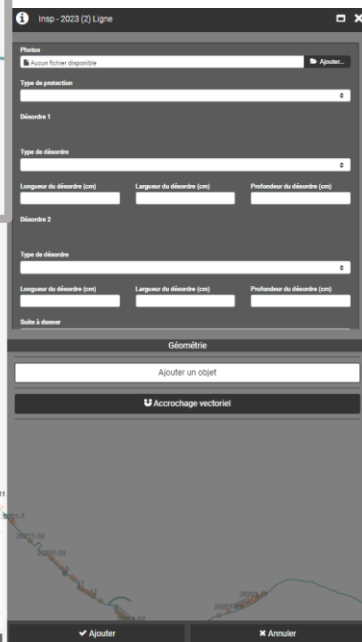 Insp - 2023 (2) Ligne
Photos
Aucun fichier disponible
Ajouter...
Type de protection
Désordre 1
Type de désordre
Longueur du désordre (cm) Largueur du désordre (cm) Profondeur du désordre (cm)
Désordre 2
Type de désordre
Longueur du désordre (cm) Largueur du désordre (cm) Profondeur du désordre (cm)
Suite à donner
Géométrie
Ajouter un objet
Accrochage vectoriel
Ajouter Annuler